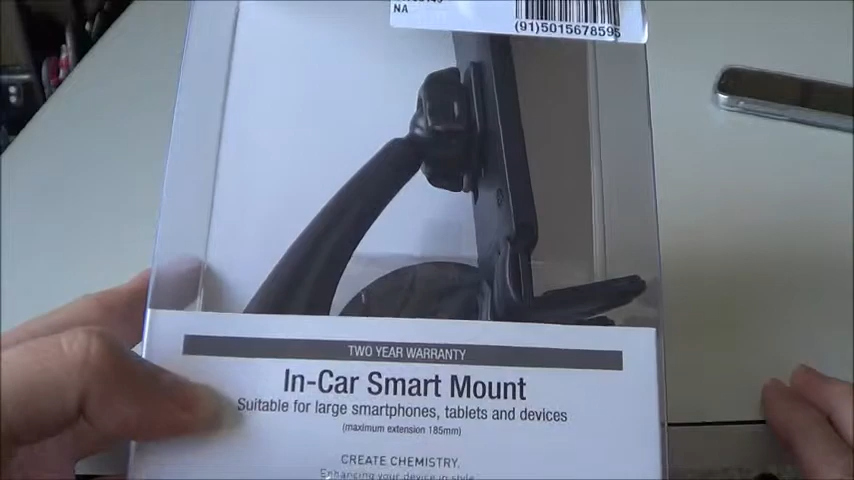 NA
(91)5015678595
TWO YEAR WARRANTY
In-Car Smart Mount
Suitable for large smartphones, tablets and devices
(maximum extension 185mm)
CREATE CHEMISTRY.
Enhancing your device in style